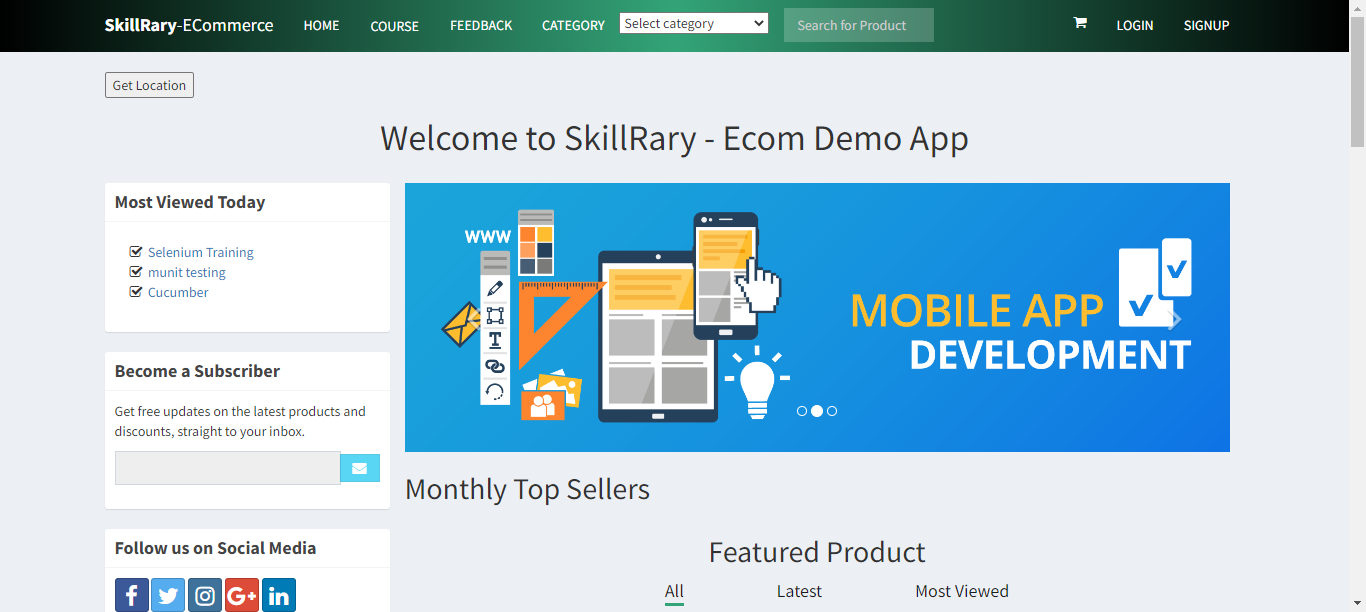 SkillRary-ECommerce HOME COURSE FEEDBACK CATEGORY Select category Search for Product LOGIN SIGNUP
Get Location
Welcome to SkillRary - Ecom Demo App
Most Viewed Today
Selenium Training
munit testing
Cucumber
Become a Subscriber
Get free updates on the latest products and
discounts, straight to your inbox.
Follow us on Social Media
f
G+
in
WWW
T
MOBILE APP
DEVELOPMENT
Monthly Top Sellers
Featured Product
All Latest Most Viewed